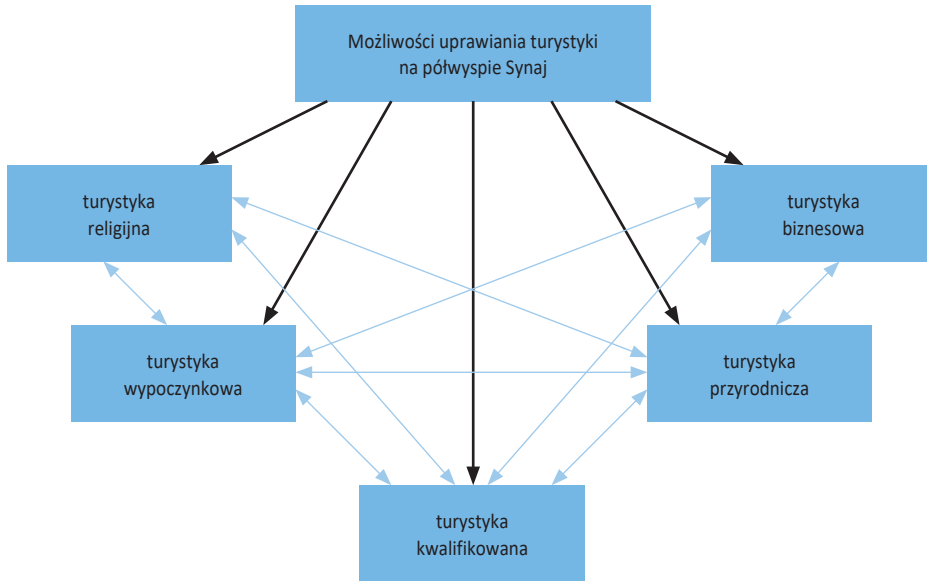 Możliwości uprawiania turystyki
na półwyspie Synaj
turystyka
religijna
turystyka
biznesowa
turystyka
wypoczynkowa
turystyka
przyrodnicza
turystyka
kwalifikowana